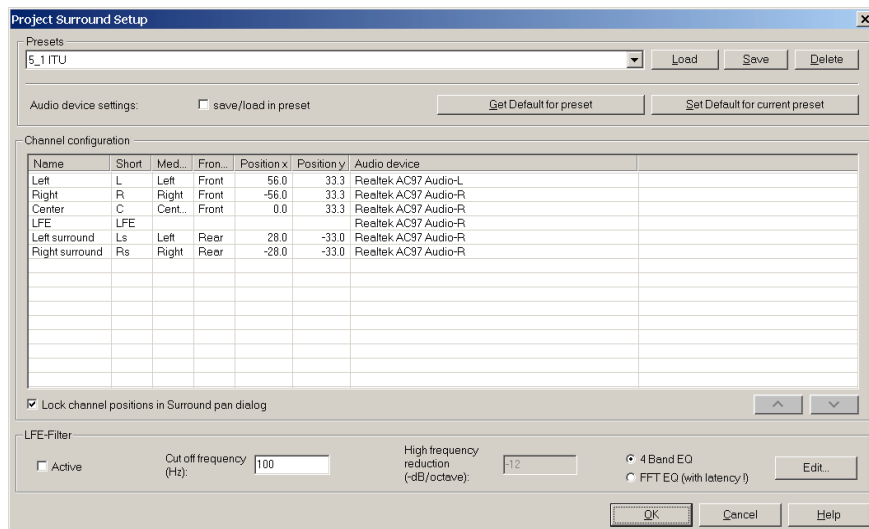 Project Surround Setup
Presets
5_1 ITU
Load
Save
Delete
Audio device settings:
save/load in preset
Get Default for preset
Set Default for current preset
Channel configuration
Name Short Med... Fron... Position x Position y Audio device
Left L Left Front 56.0 33.3 Realtek AC97 Audio-L
Right R Right Front -56.0 33.3 Realtek AC97 Audio-R
Center C Cent... Front 0.0 33.3 Realtek AC97 Audio-R
LFE LFE Realtek AC97 Audio-R
Left surround Ls Left Rear 28.0 -33.0 Realtek AC97 Audio-R
Right surround Rs Right Rear -28.0 -33.0 Realtek AC97 Audio-R
Lock channel positions in Surround pan dialog
LFE-Filter
Active
Cut off frequency
(Hz):
100
High frequency
reduction
(-dB/octave):
-12
4 Band EQ
FFT EQ (with latency !)
Edit...
OK
Cancel
Help